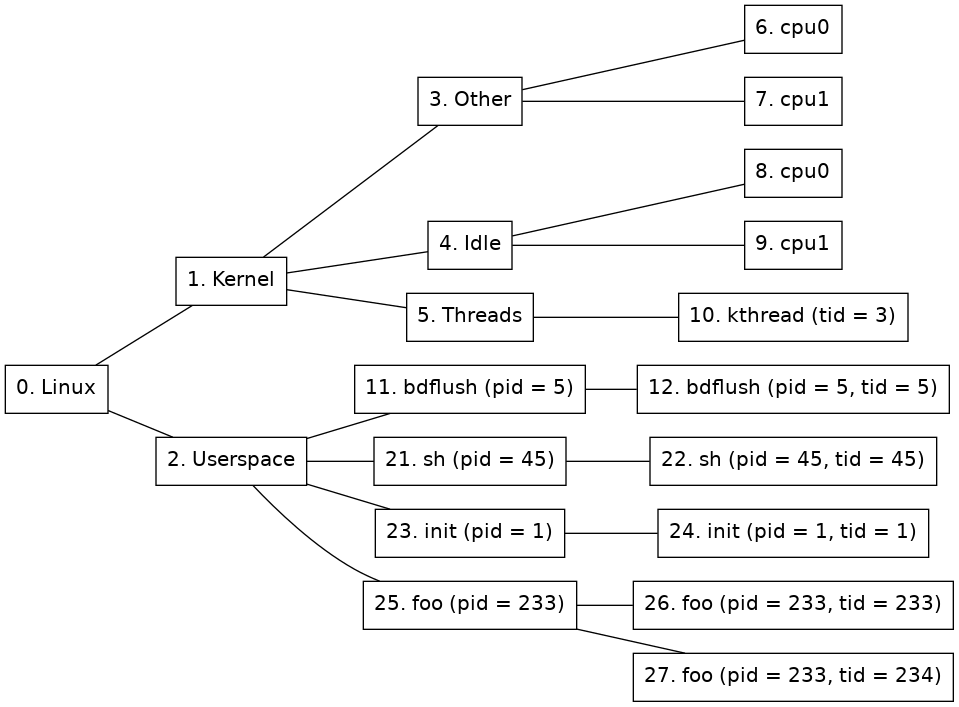 6. cpu0
3. Other
7. cpu1
8. cpu0
4. Idle
9. cpu1
1. Kernel
5. Threads
10. kthread (tid = 3)
0. Linux
11. bdflush (pid = 5)
12. bdflush (pid = 5, tid = 5)
2. Userspace
21. sh (pid = 45)
22. sh (pid = 45, tid = 45)
23. init (pid = 1)
24. init (pid = 1, tid = 1)
25. foo (pid = 233)
26. foo (pid = 233, tid = 233)
27. foo (pid = 233, tid = 234)